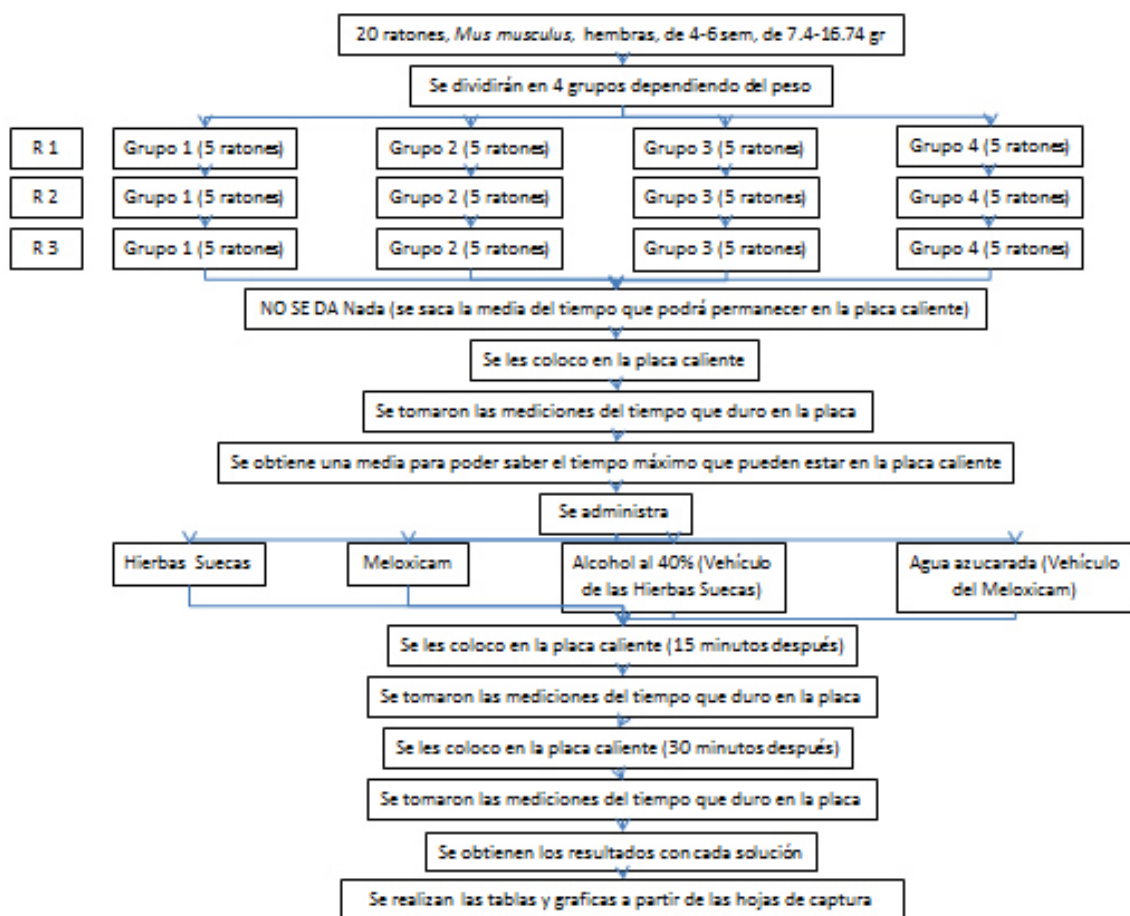 20 ratones, Mus musculus, hembras, de 4-6 sem, de 7.4-16.74 gr
Se dividirán en 4 grupos dependiendo del peso
R 1
Grupo 1 (5 ratones)
Grupo 2 (5 ratones)
Grupo 3 (5 ratones)
Grupo 4 (5 ratones)
R 2
Grupo 1 (5 ratones)
Grupo 2 (5 ratones)
Grupo 3 (5 ratones)
Grupo 4 (5 ratones)
R 3
Grupo 1 (5 ratones)
Grupo 2 (5 ratones)
Grupo 3 (5 ratones)
Grupo 4 (5 ratones)
NO SE DA Nada (se saca la media del tiempo que podrá permanecer en la placa caliente)
Se les coloco en la placa caliente
Se tomaron las mediciones del tiempo que duro en la placa
Se obtiene una media para poder saber el tiempo máximo que pueden estar en la placa caliente
Se administra
Hierbas Suecas
Meloxicam
Alcohol al 40% (Vehículo
de las Hierbas Suecas)
Agua azucarada (Vehículo
del Meloxicam)
Se les coloco en la placa caliente (15 minutos después)
Se tomaron las mediciones del tiempo que duro en la placa
Se les coloco en la placa caliente (30 minutos después)
Se tomaron las mediciones del tiempo que duro en la placa
Se obtienen los resultados con cada solución
Se realizan las tablas y graficas a partir de las hojas de captura